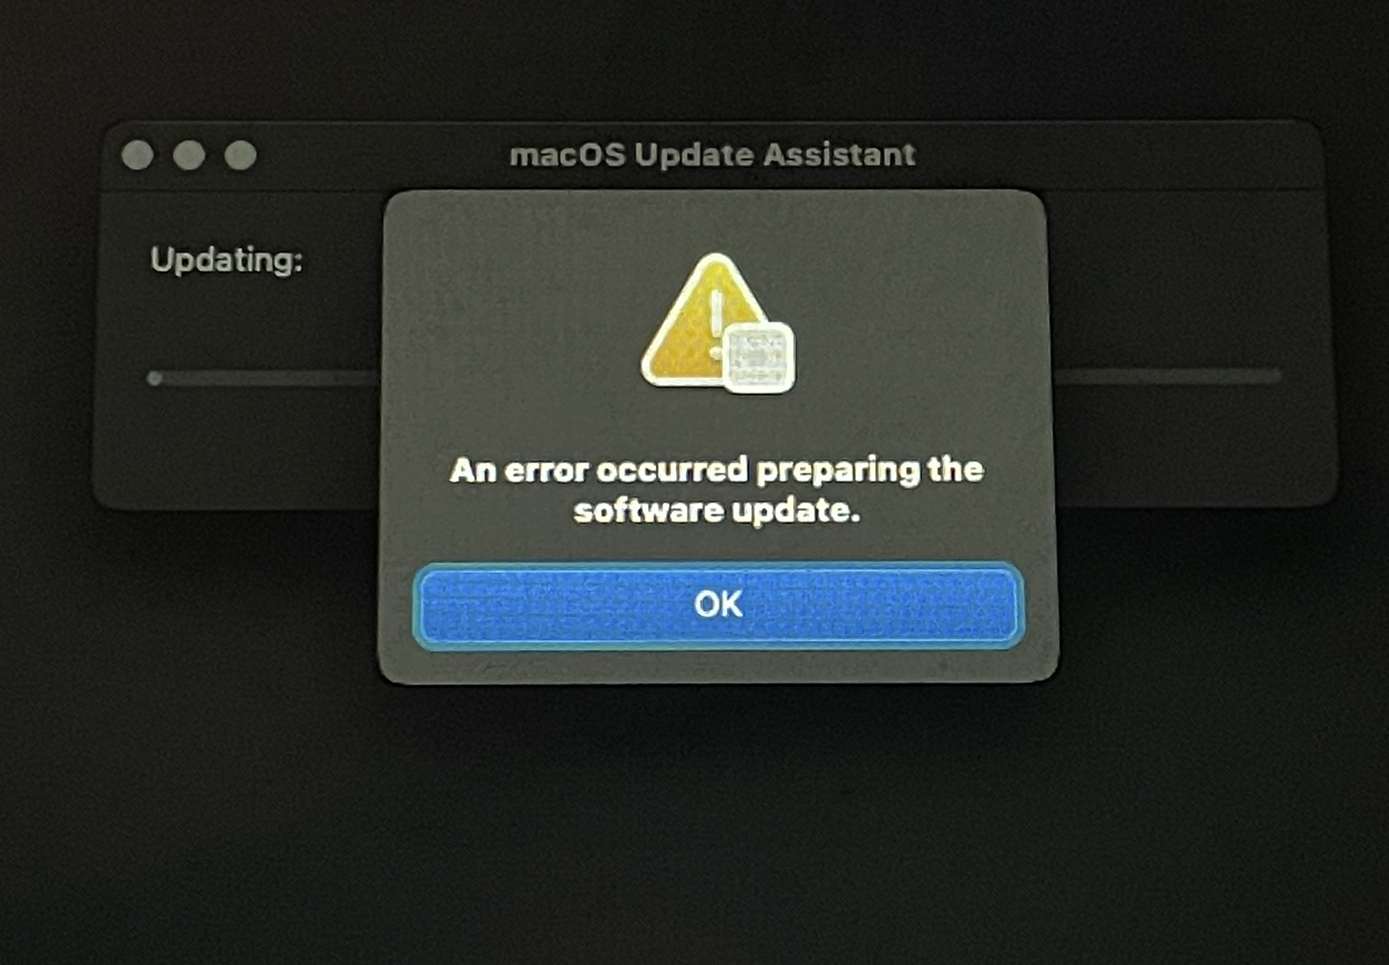 macOS Update Assistant
Updating:
An error occurred preparing the
software update.
OK